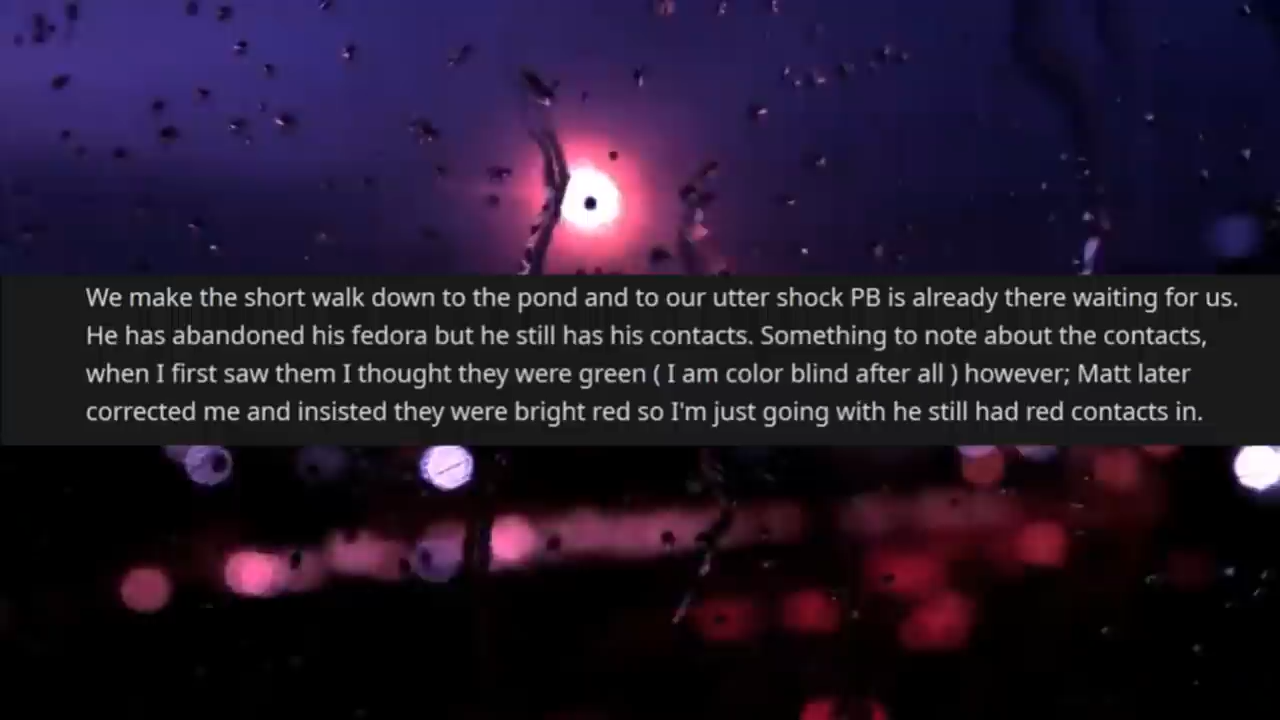 We make the short walk down to the pond and to our utter shock PB is already there waiting for us.
He has abandoned his fedora but he still has his contacts. Something to note about the contacts,
when I first saw them I thought they were green ( I am color blind after all ) however; Matt later
corrected me and insisted they were bright red so I'm just going with he still had red contacts in.